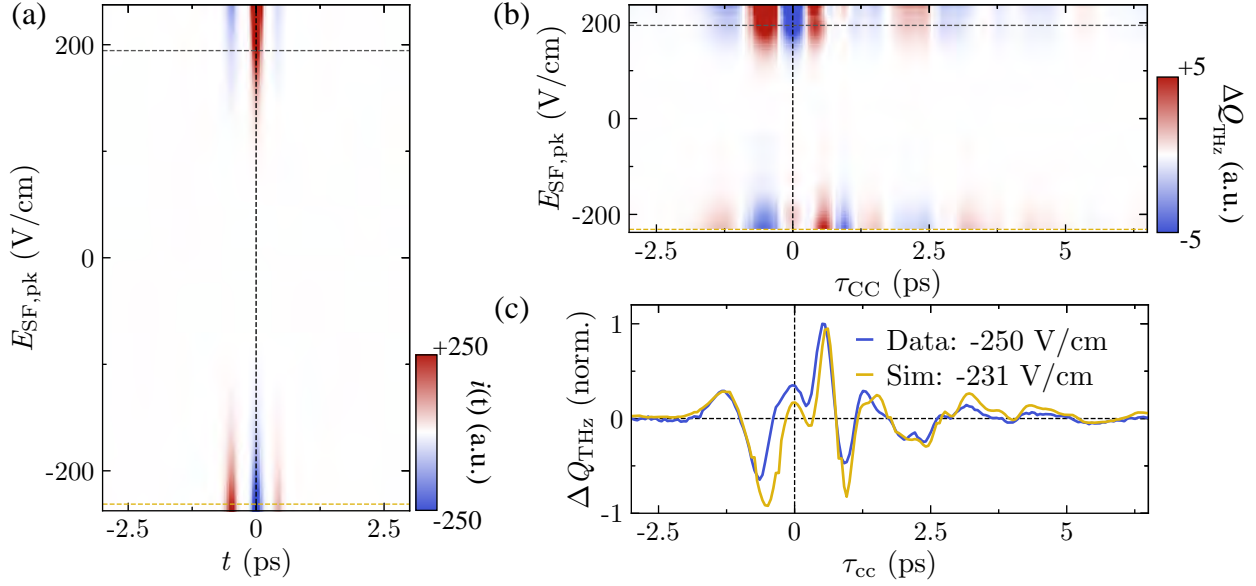 (a)
200
0
-200
E_SF,pk (V/cm)
-2.5
0
2.5
t (ps)
+250
-250
i(t) (a.u.)
(b)
200
100
0
-200
E_SF,pk (V/cm)
-2.5
0
2.5
5
τ_CC (ps)
+5
-5
ΔQ_THz (a.u.)
(c)
1
0
-1
ΔQ_THz (norm.)
Data: -250 V/cm
Sim: -231 V/cm
-2.5
0
2.5
5
τ_cc (ps)